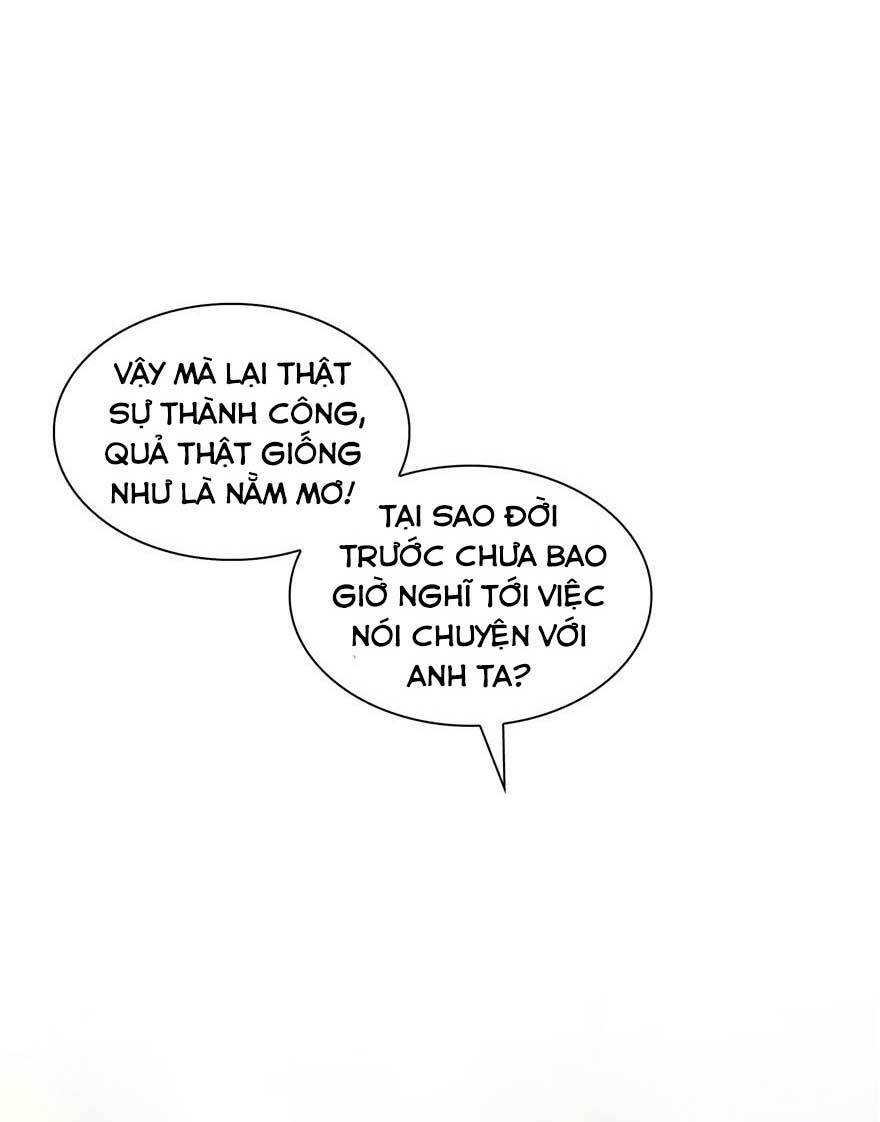 VẬY MÀ LẠI THẬT
SỰ THÀNH CÔNG,
QUẢ THẬT GIỐNG
NHƯ LÀ NẰM MƠ!
TẠI SAO ĐỜI
TRƯỚC CHƯA BAO
GIỜ NGHĨ TỚI VIỆC
NÓI CHUYỆN VỚI
ANH TA?